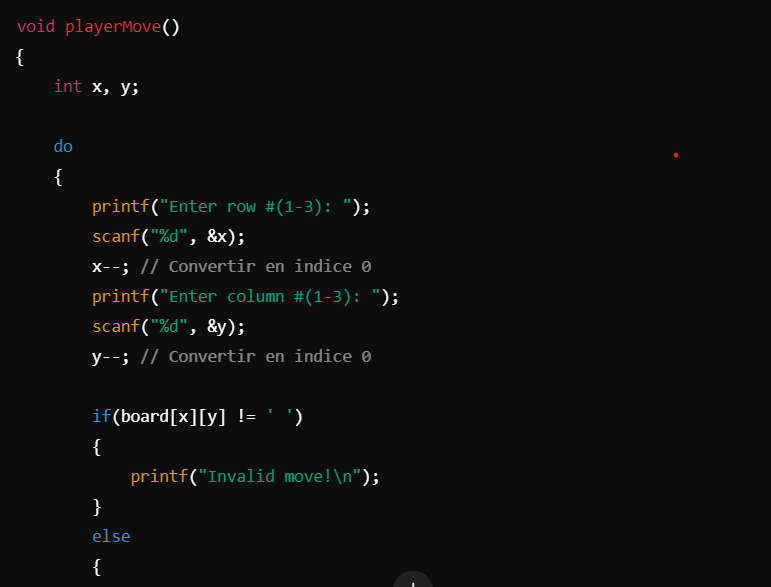 void playerMove()
{
    int x, y;

    do
    {
        printf("Enter row #(1-3): ");
        scanf("%d", &x);
        x--; // Convertir en indice 0
        printf("Enter column #(1-3): ");
        scanf("%d", &y);
        y--; // Convertir en indice 0

        if(board[x][y] != ' ')
        {
            printf("Invalid move!\n");
        }
        else
        {